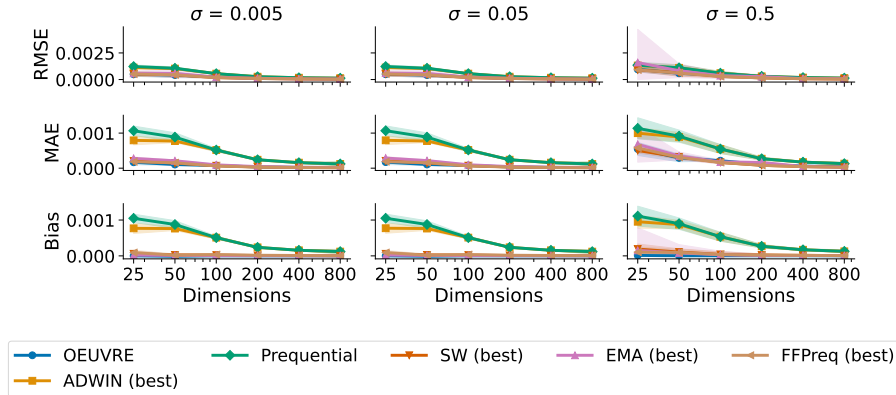 σ = 0.005 σ = 0.05 σ = 0.5
RMSE
0.0025
0.0000
MAE
0.001
0.000
Bias
0.001
0.000
25 50 100 200 400 800 25 50 100 200 400 800 25 50 100 200 400 800
Dimensions Dimensions Dimensions
OEUVRE Prequential SW (best) EMA (best) FFPreq (best)
ADWIN (best)